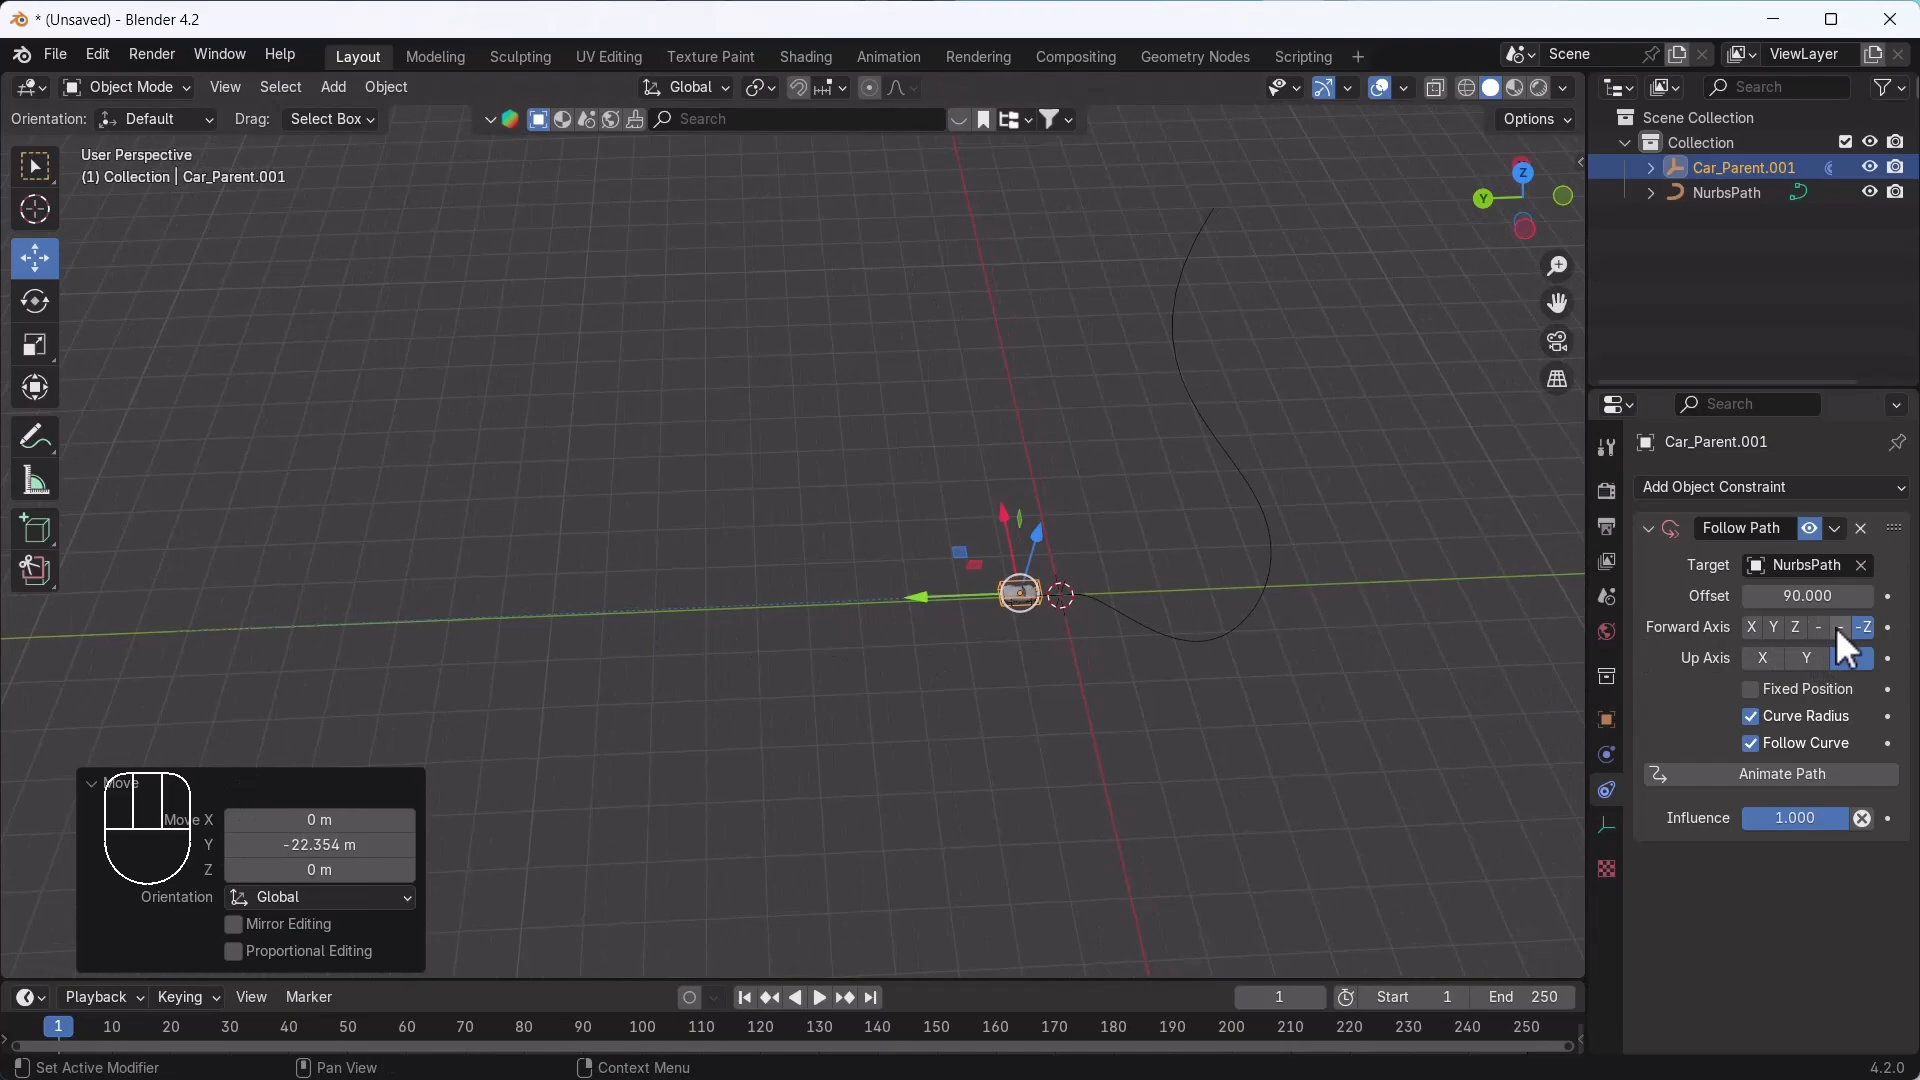 * (Unsaved) - Blender 4.2
File Edit Render Window Help
Layout Modeling Sculpting UV Editing Texture Paint Shading Animation Rendering Compositing Geometry Nodes Scripting
Scene
ViewLayer
Object Mode View Select Add Object
Global
Search
Orientation: Default Drag: Select Box
Search
Options
User Perspective
(1) Collection | Car_Parent.001
Z
Y
Scene Collection
Collection
Car_Parent.001
NurbsPath
Search
Car_Parent.001
Add Object Constraint
Follow Path
Target NurbsPath
Offset 90.000
Forward Axis X Y Z - - -Z
Up Axis X Y
Fixed Position
Curve Radius
Follow Curve
Animate Path
Influence 1.000
Move
Move X 0 m
Y -22.354 m
Z 0 m
Orientation Global
Mirror Editing
Proportional Editing
Playback Keying View Marker
1 Start 1 End 250
1 10 20 30 40 50 60 70 80 90 100 110 120 130 140 150 160 170 180 190 200 210 220 230 240 250
Set Active Modifier Pan View Context Menu 4.2.0